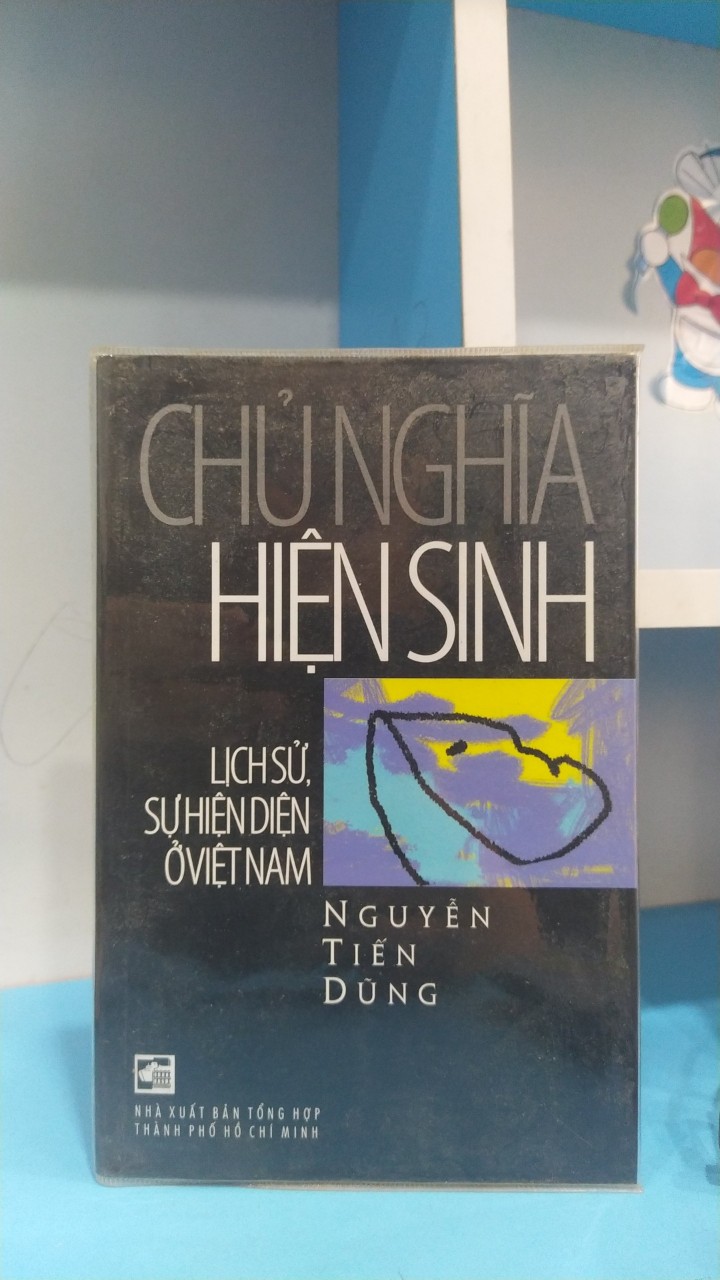 CHỦ NGHĨA
HIỆN SINH
LỊCH SỬ,
SỰ HIỆN DIỆN
Ở VIỆT NAM
NGUYỄN
TIẾN
DŨNG
NHÀ XUẤT BẢN TỔNG HỢP
THÀNH PHỐ HỒ CHÍ MINH